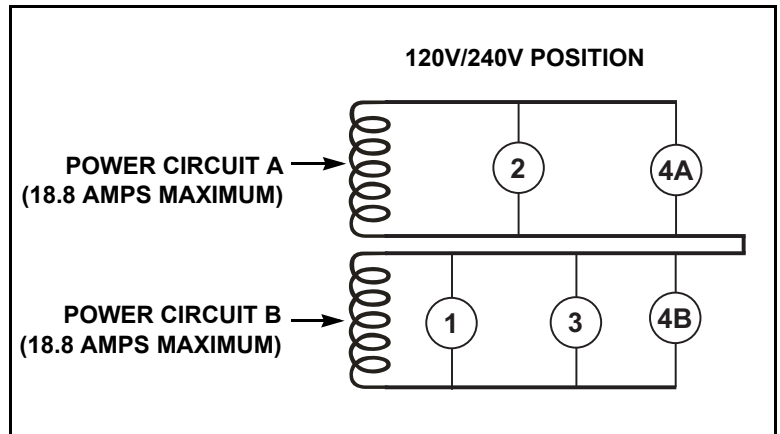 120V/240V POSITION
POWER CIRCUIT A
(18.8 AMPS MAXIMUM)
2
4A
POWER CIRCUIT B
(18.8 AMPS MAXIMUM)
1
3
4B